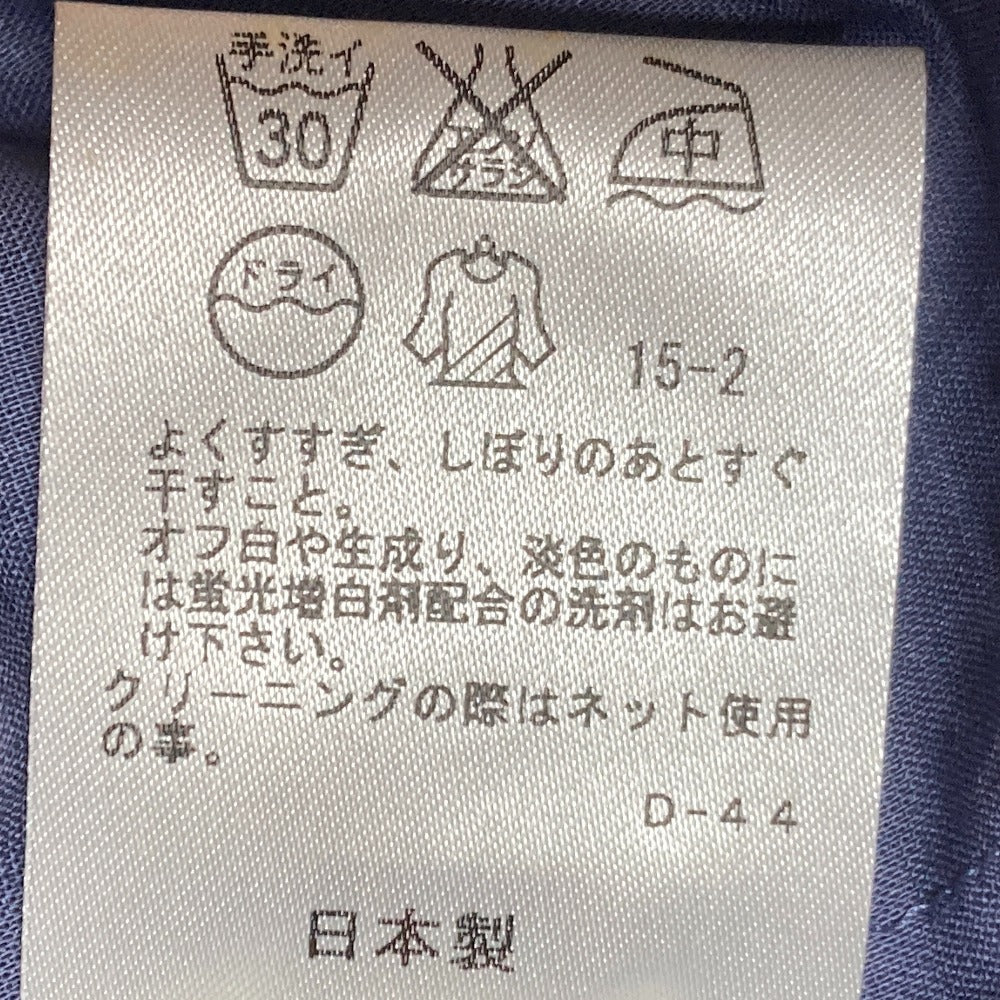 手洗イ
30
エンソ
サラシ
中
ドライ
15-2
よくすすぎ、しぼりのあとすぐ
干すこと。
オフ白や生成り、淡色のものに
は蛍光増白剤配合の洗剤はお避
け下さい。
クリーニングの際はネット使用
の事。
D-44
日本製